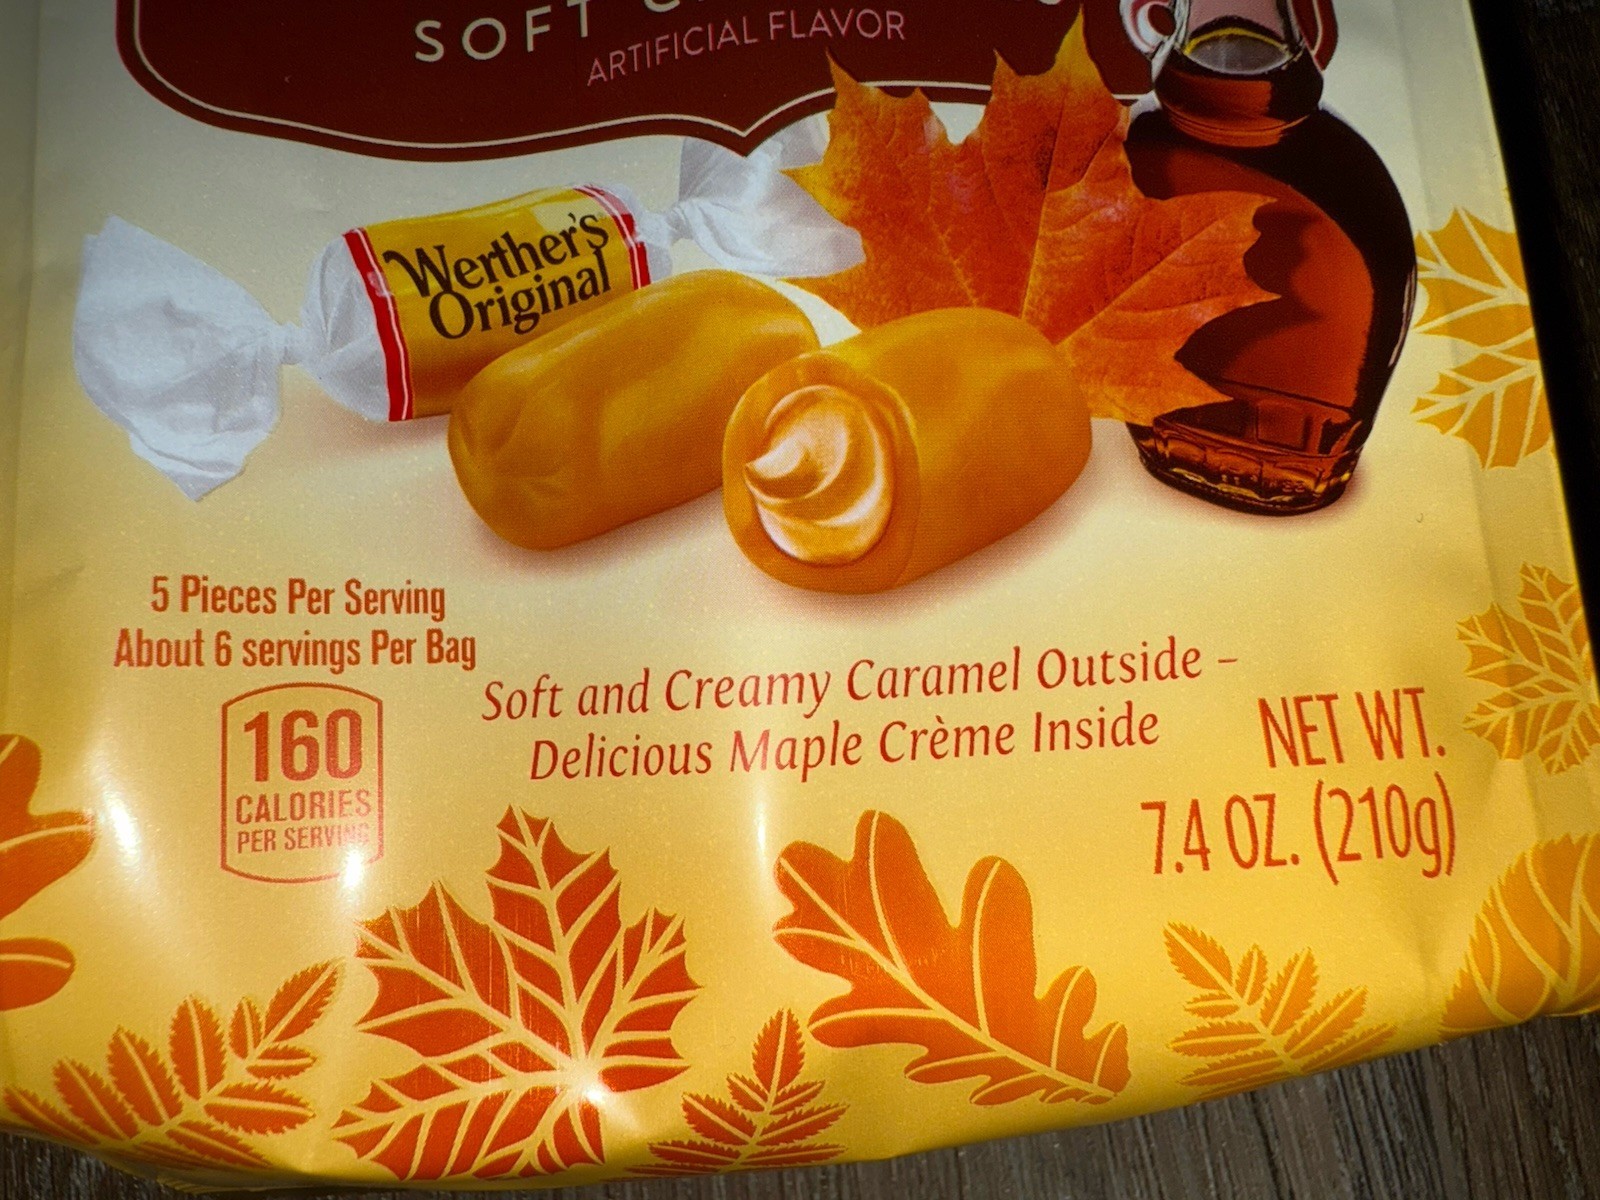 SOFT
ARTIFICIAL FLAVOR
Werther's
Original
5 Pieces Per Serving
About 6 servings Per Bag
160
CALORIES
PER SERVING
Soft and Creamy Caramel Outside –
Delicious Maple Crème Inside
NET WT.
7.4 OZ. (210g)